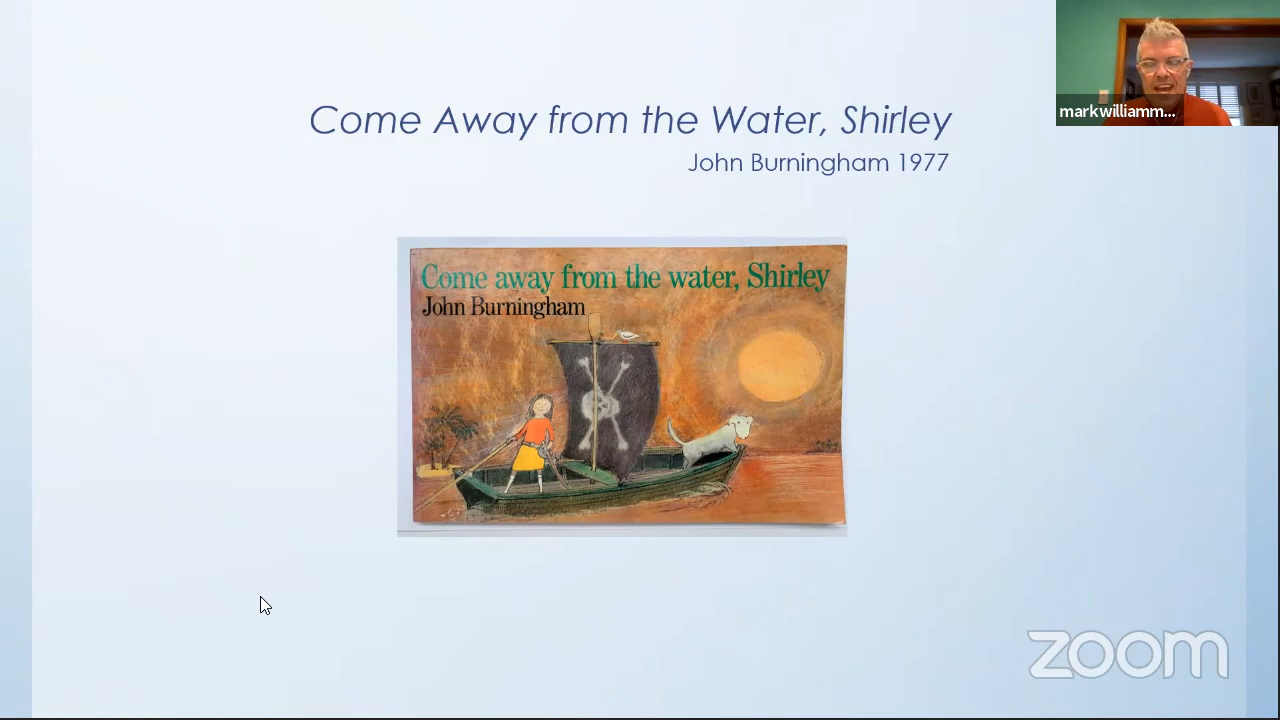 Come Away from the Water, Shirley
John Burningham 1977
markwilliamm...
Come away from the water, Shirley
John Burningham
zoom